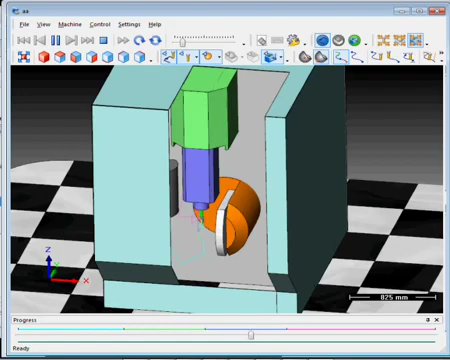 aa
File View Machine Control Settings Help
Z
Y
X
825 mm
Progress
Ready